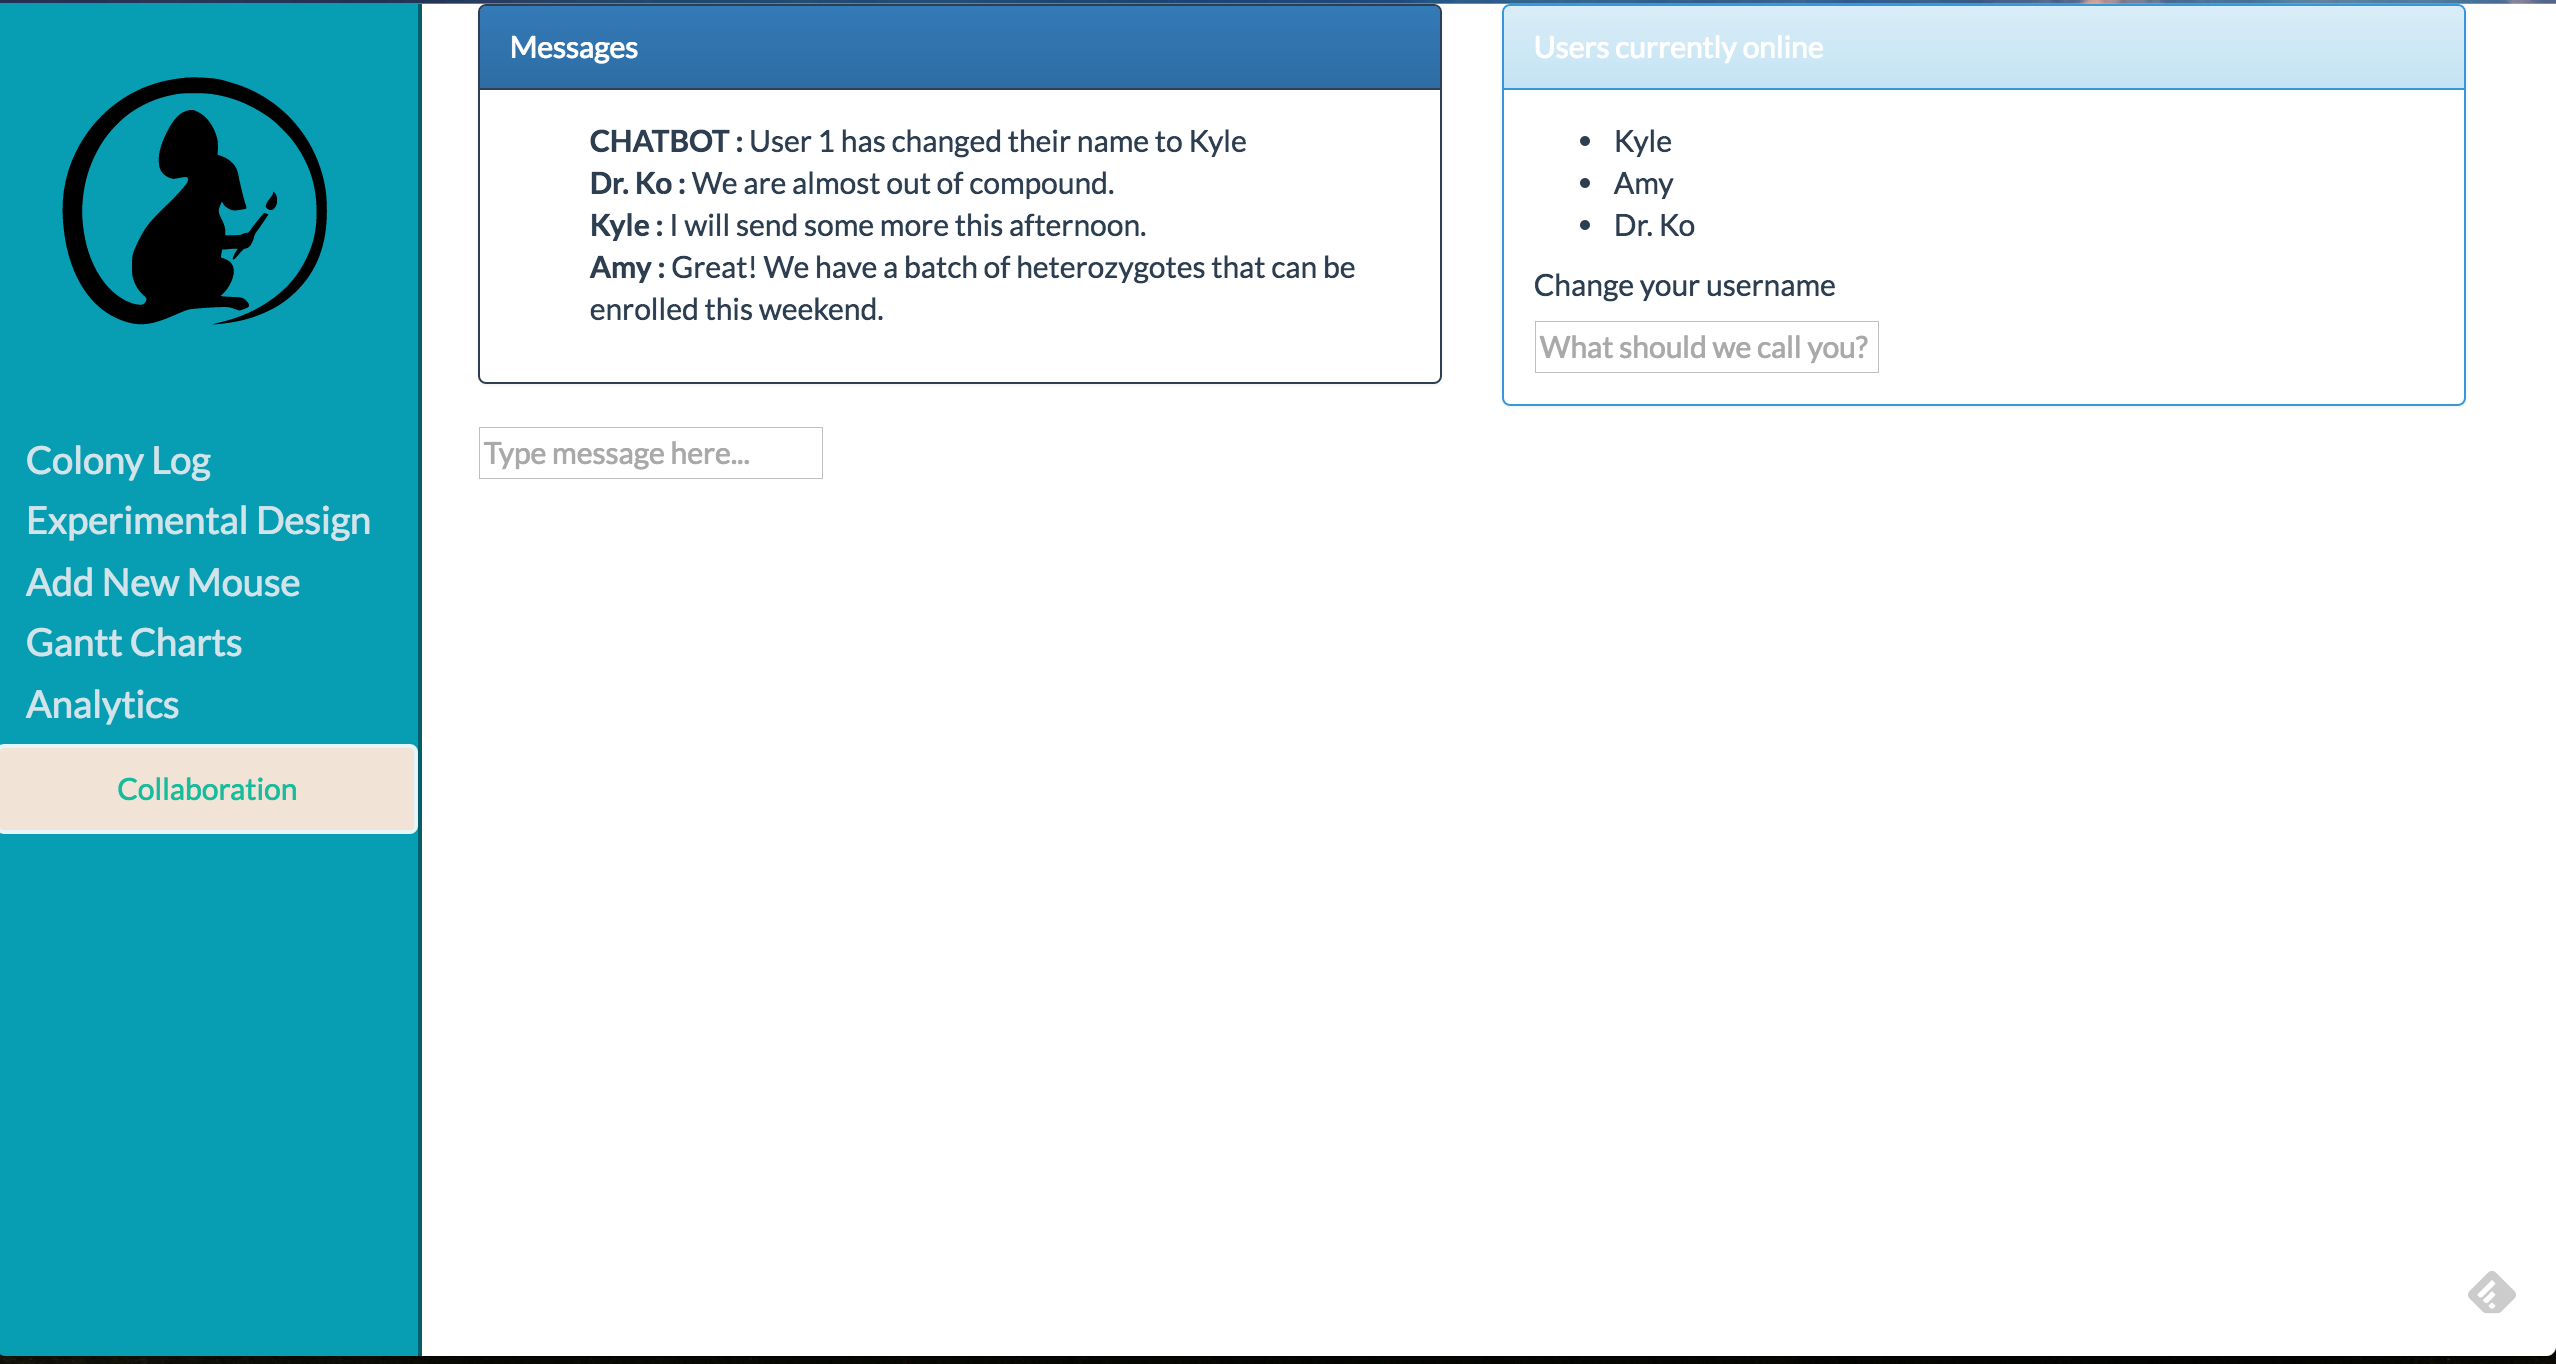 Colony Log
Experimental Design
Add New Mouse
Gantt Charts
Analytics
Collaboration
Messages
CHATBOT : User 1 has changed their name to Kyle
Dr. Ko : We are almost out of compound.
Kyle : I will send some more this afternoon.
Amy : Great! We have a batch of heterozygotes that can be
enrolled this weekend.
Type message here...
Users currently online
Kyle
Amy
Dr. Ko
Change your username
What should we call you?